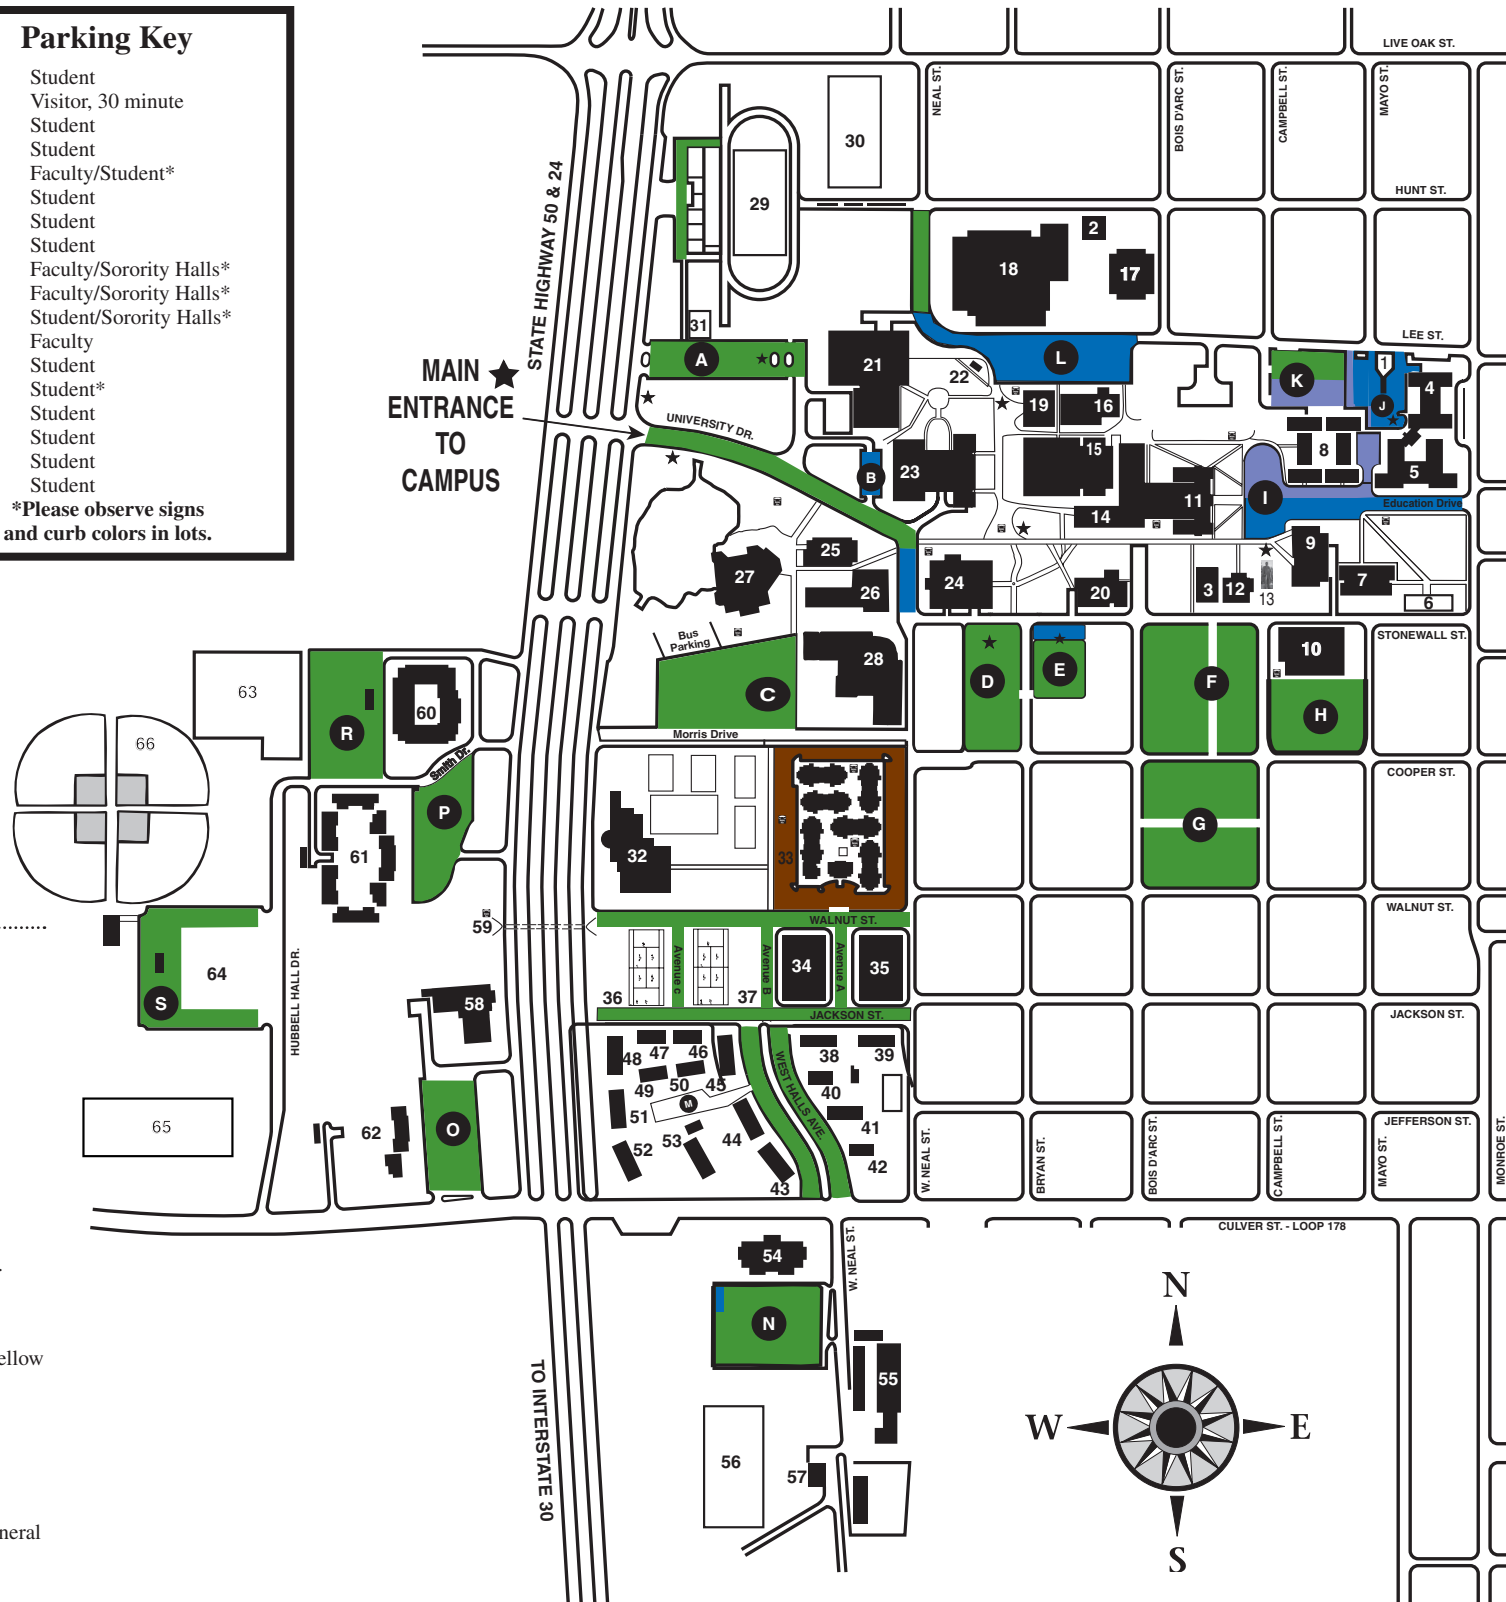 Parking Key
Student
Visitor, 30 minute
Student
Student
Faculty/Student*
Student
Student
Student
Faculty/Sorority Halls*
Faculty/Sorority Halls*
Student/Sorority Halls*
Faculty
Student
Student*
Student
Student
Student
Student
*Please observe signs
and curb colors in lots.
LIVE OAK ST.
NEAL ST.
BOIS D'ARC ST.
CAMPBELL ST.
MAYO ST.
HUNT ST.
LEE ST.
STATE HIGHWAY 50 & 24
MAIN
ENTRANCE
TO
CAMPUS
UNIVERSITY DR.
30
29
31
A
18
2
17
L
21
22
19
16
K
1
J
4
8
5
15
23
B
11
14
I
Education Drive
9
25
27
26
24
20
3
12
13
7
6
Bus
Parking
28
C
D
E
F
10
H
STONEWALL ST.
Morris Drive
63
R
60
66
Smith Dr.
P
61
32
33
G
COOPER ST.
WALNUT ST.
WALNUT ST.
59
64
S
HUBBELL HALL DR.
58
36
Avenue c
37
Avenue B
34
Avenue A
35
JACKSON ST.
JACKSON ST.
48
47
46
38
39
49
50
45
40
M
51
41
WEST HALLS AVE.
52
53
44
42
43
65
62
O
W. NEAL ST.
BRYAN ST.
BOIS D'ARC ST.
CAMPBELL ST.
MAYO ST.
JEFFERSON ST.
MONROE ST.
CULVER ST. - LOOP 178
54
W. NEAL ST.
N
55
56
57
TO INTERSTATE 30
ellow
neral
N
W
E
S